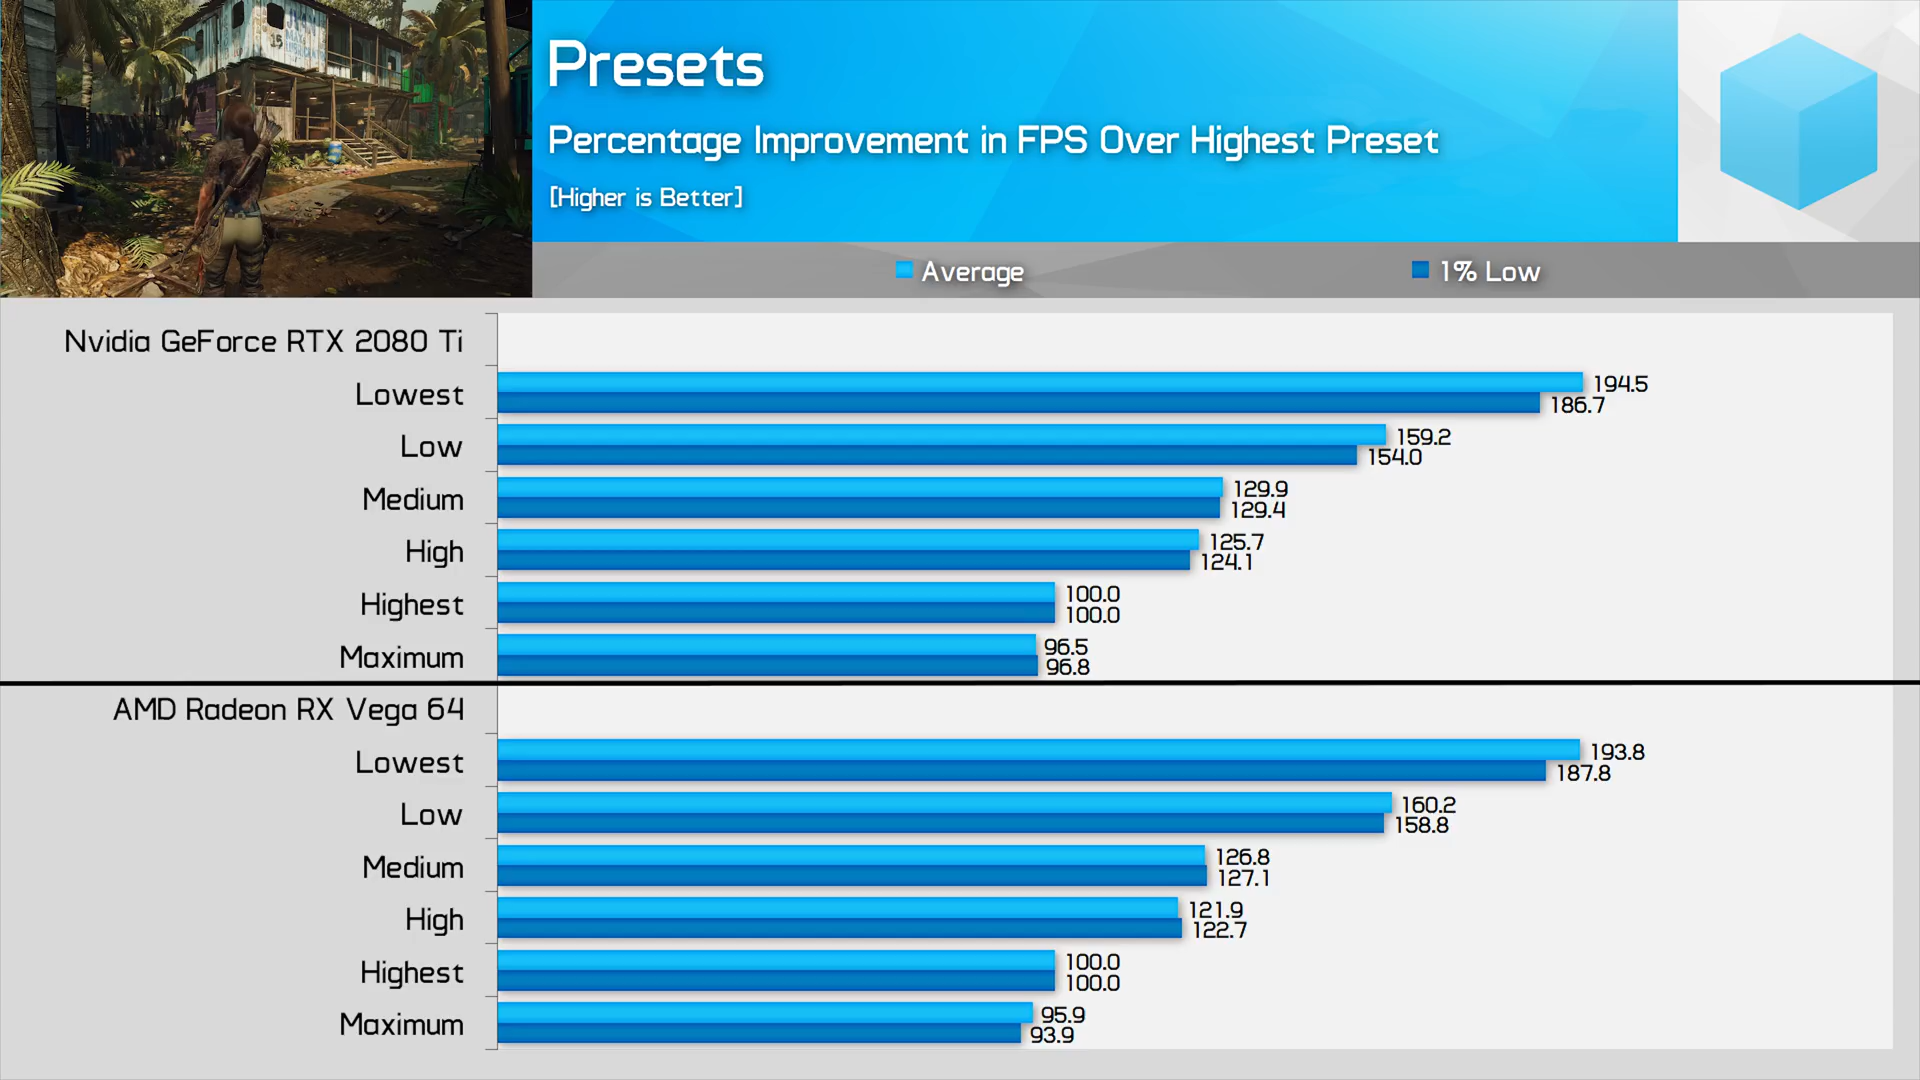 Presets
Percentage Improvement in FPS Over Highest Preset
[Higher is Better]
Average
1% Low
Nvidia GeForce RTX 2080 Ti
Lowest
194.5
186.7
Low
159.2
154.0
Medium
129.9
129.4
High
125.7
124.1
Highest
100.0
100.0
Maximum
96.5
96.8
AMD Radeon RX Vega 64
Lowest
193.8
187.8
Low
160.2
158.8
Medium
126.8
127.1
High
121.9
122.7
Highest
100.0
100.0
Maximum
95.9
93.9